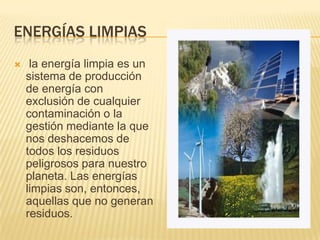 ENERGÍAS LIMPIAS
la energía limpia es un
sistema de producción
de energía con
exclusión de cualquier
contaminación o la
gestión mediante la que
nos deshacemos de
todos los residuos
peligrosos para nuestro
planeta. Las energías
limpias son, entonces,
aquellas que no generan
residuos.